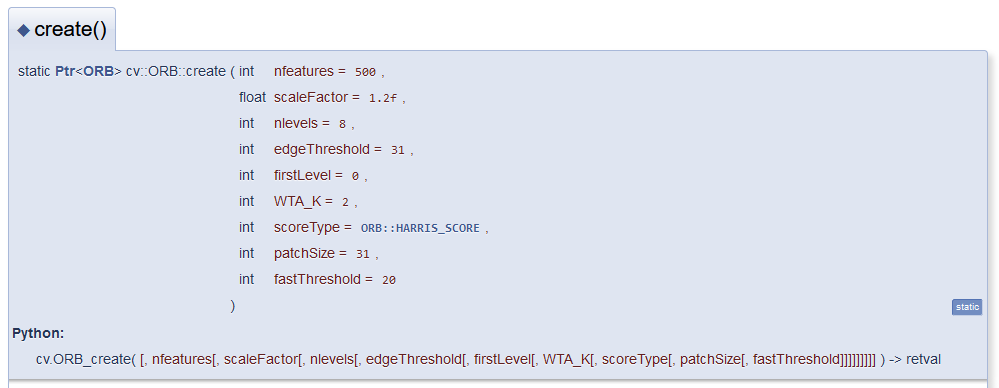 ◆ create()
static Ptr<ORB> cv::ORB::create ( int nfeatures = 500 ,
float scaleFactor = 1.2f ,
int nlevels = 8 ,
int edgeThreshold = 31 ,
int firstLevel = 0 ,
int WTA_K = 2 ,
int scoreType = ORB::HARRIS_SCORE ,
int patchSize = 31 ,
int fastThreshold = 20
)
static
Python:
cv.ORB_create( [, nfeatures[, scaleFactor[, nlevels[, edgeThreshold[, firstLevel[, WTA_K[, scoreType[, patchSize[, fastThreshold]]]]]]]]] ) -> retval